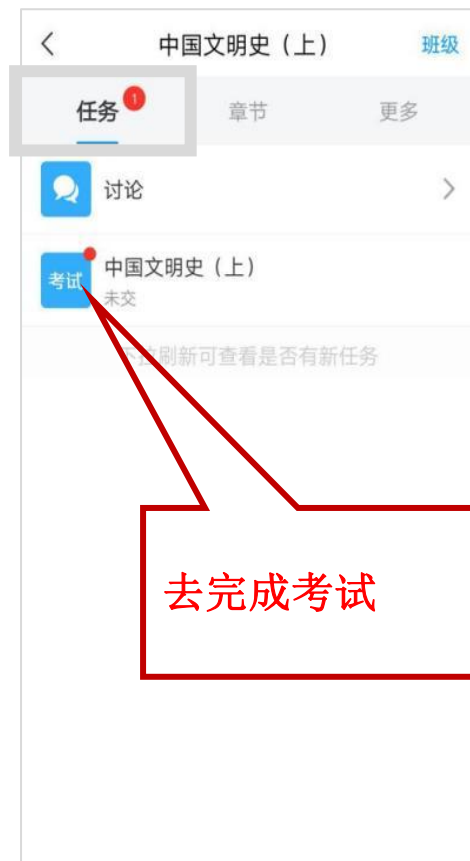 中国文明史（上） 班级
任务 1 章节 更多
讨论
考试 中国文明史（上）
未交
下拉刷新可查看是否有新任务
去完成考试